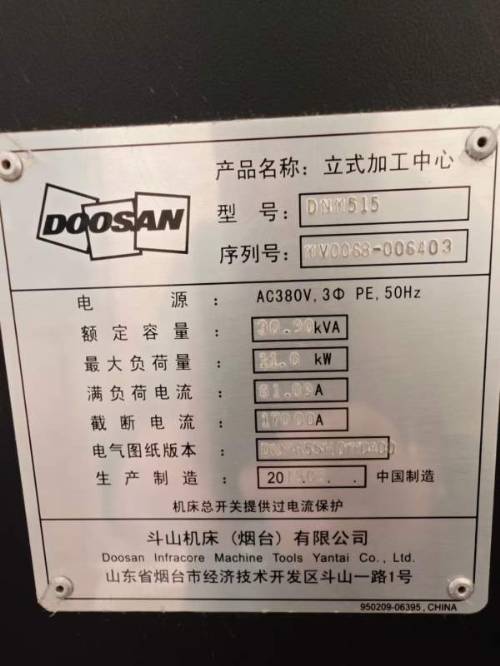 产品名称: 立式加工中心
DOOSAN
型 号: DNM515
序列号: MV0068-006403
电 源 : AC380V, 3Φ PE, 50Hz
额 定 容 量 : kVA
最 大 负 荷 量 : kW
满 负 荷 电 流 : A
截 断 电 流 : A
电气图纸版本 :
生 产 制 造 : 中国制造
机床总开关提供过电流保护
斗山机床 (烟台) 有限公司
Doosan Infracore Machine Tools Yantai Co., Ltd.
山东省烟台市经济技术开发区斗山一路1号
950209-06395, CHINA